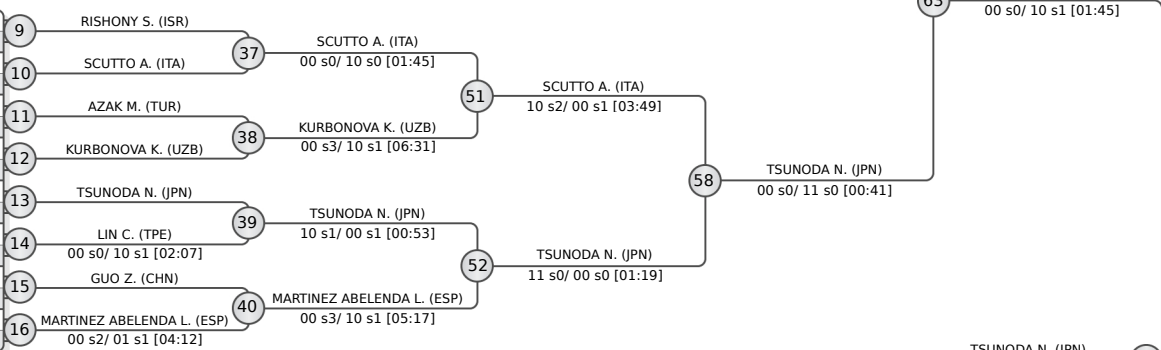 63
00 s0/ 10 s1 [01:45]
9
RISHONY S. (ISR)
37
SCUTTO A. (ITA)
00 s0/ 10 s0 [01:45]
10
SCUTTO A. (ITA)
51
SCUTTO A. (ITA)
10 s2/ 00 s1 [03:49]
11
AZAK M. (TUR)
38
KURBONOVA K. (UZB)
00 s3/ 10 s1 [06:31]
12
KURBONOVA K. (UZB)
58
TSUNODA N. (JPN)
00 s0/ 11 s0 [00:41]
13
TSUNODA N. (JPN)
39
TSUNODA N. (JPN)
10 s1/ 00 s1 [00:53]
14
LIN C. (TPE)
00 s0/ 10 s1 [02:07]
52
TSUNODA N. (JPN)
11 s0/ 00 s0 [01:19]
15
GUO Z. (CHN)
40
MARTINEZ ABELENDA L. (ESP)
00 s3/ 10 s1 [05:17]
16
MARTINEZ ABELENDA L. (ESP)
00 s2/ 01 s1 [04:12]
TSUNODA N. (JPN)